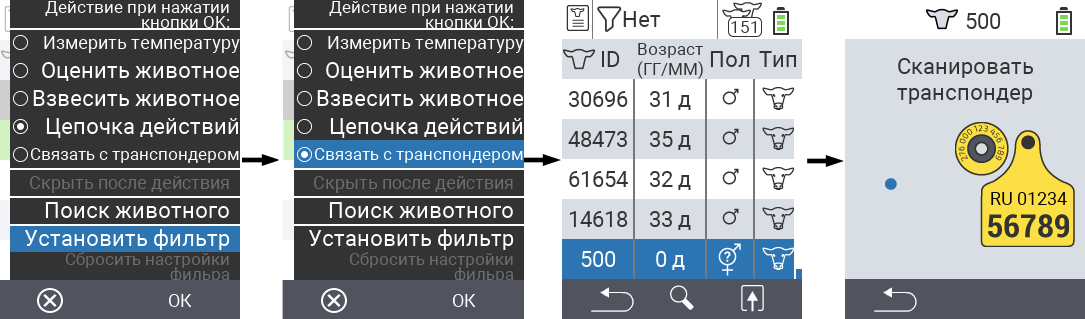 Действие при нажатии
кнопки OK:
Измерить температуру
Оценить животное
Взвесить животное
Цепочка действий
Связать с транспондером
Скрыть после действия
Поиск животного
Установить фильтр
Сбросить настройки
фильра
OK
Действие при нажатии
кнопки OK:
Измерить температуру
Оценить животное
Взвесить животное
Цепочка действий
Связать с транспондером
Скрыть после действия
Поиск животного
Установить фильтр
Сбросить настройки
фильра
OK
Нет 151
ID Возраст (ГГ/ММ) Пол Тип
30696 31 д ♂
48473 35 д ♂
61654 32 д ♂
14618 33 д ♂
500 0 д
500
Сканировать
транспондер
276 000 123 456 789
RU 01234
56789